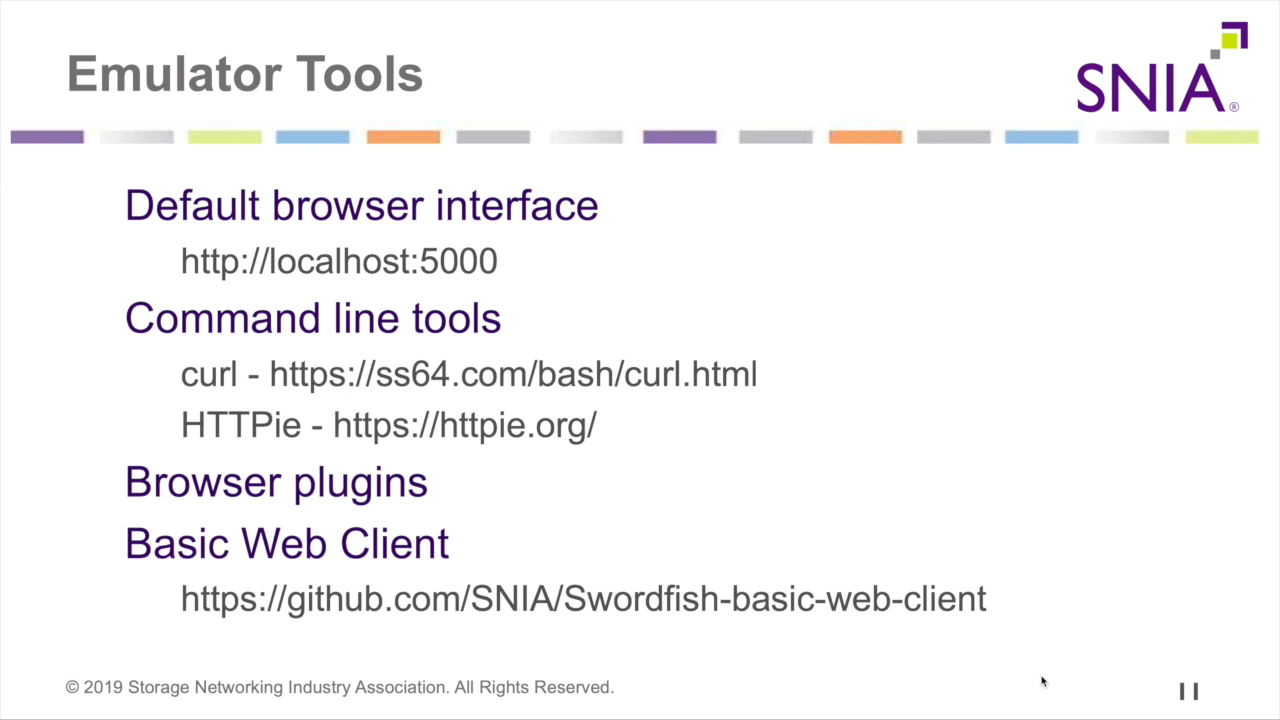 Emulator Tools
SNIA®
Default browser interface
http://localhost:5000
Command line tools
curl - https://ss64.com/bash/curl.html
HTTPie - https://httpie.org/
Browser plugins
Basic Web Client
https://github.com/SNIA/Swordfish-basic-web-client
© 2019 Storage Networking Industry Association. All Rights Reserved.
11